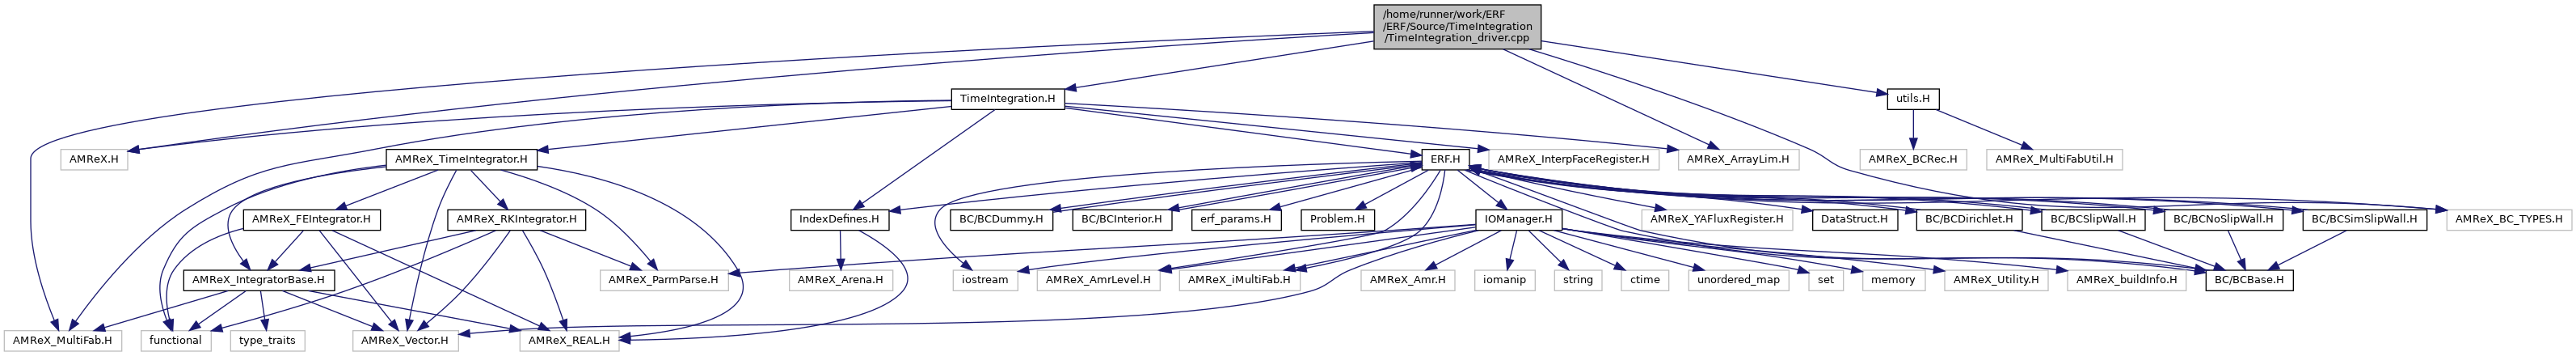 /home/runner/work/ERF
/ERF/Source/TimeIntegration
/TimeIntegration_driver.cpp
TimeIntegration.H
utils.H
AMReX.H
AMReX_TimeIntegrator.H
ERF.H
AMReX_InterpFaceRegister.H
AMReX_ArrayLim.H
AMReX_BCRec.H
AMReX_MultiFabUtil.H
AMReX_FEIntegrator.H
AMReX_RKIntegrator.H
IndexDefines.H
BC/BCDummy.H
BC/BCInterior.H
erf_params.H
Problem.H
IOManager.H
AMReX_YAFluxRegister.H
DataStruct.H
BC/BCDirichlet.H
BC/BCSlipWall.H
BC/BCNoSlipWall.H
BC/BCSimSlipWall.H
AMReX_BC_TYPES.H
AMReX_IntegratorBase.H
AMReX_ParmParse.H
AMReX_Arena.H
iostream
AMReX_AmrLevel.H
AMReX_iMultiFab.H
AMReX_Amr.H
iomanip
string
ctime
unordered_map
set
memory
AMReX_Utility.H
AMReX_buildInfo.H
BC/BCBase.H
AMReX_MultiFab.H
functional
type_traits
AMReX_Vector.H
AMReX_REAL.H